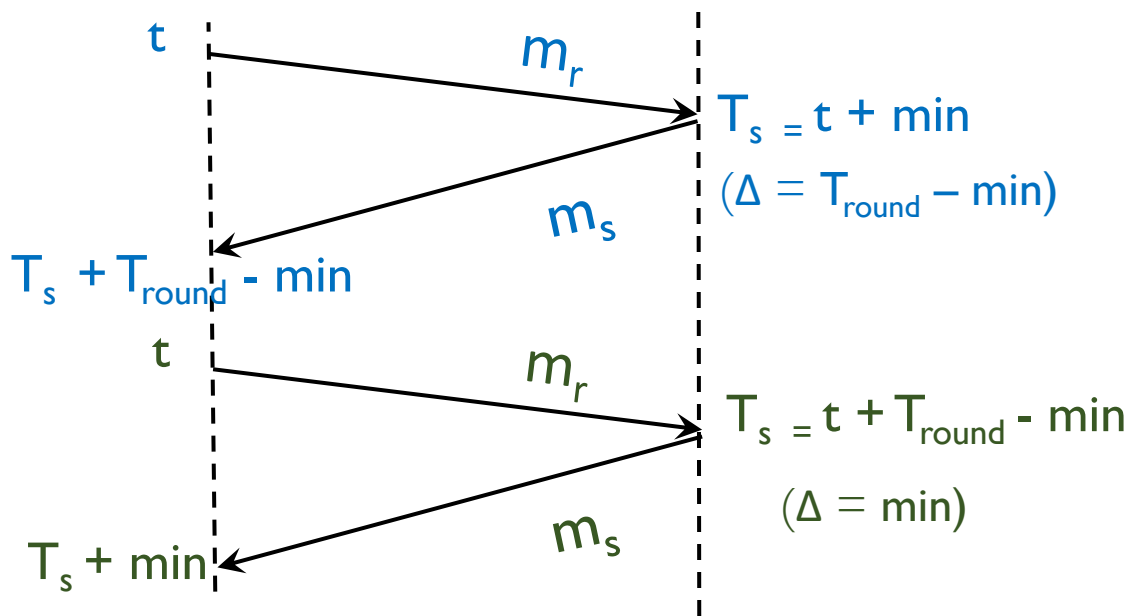 t
m_r
T_s = t + min
(Δ = T_round – min)
m_s
T_s + T_round - min
t
m_r
T_s = t + T_round - min
(Δ = min)
m_s
T_s + min